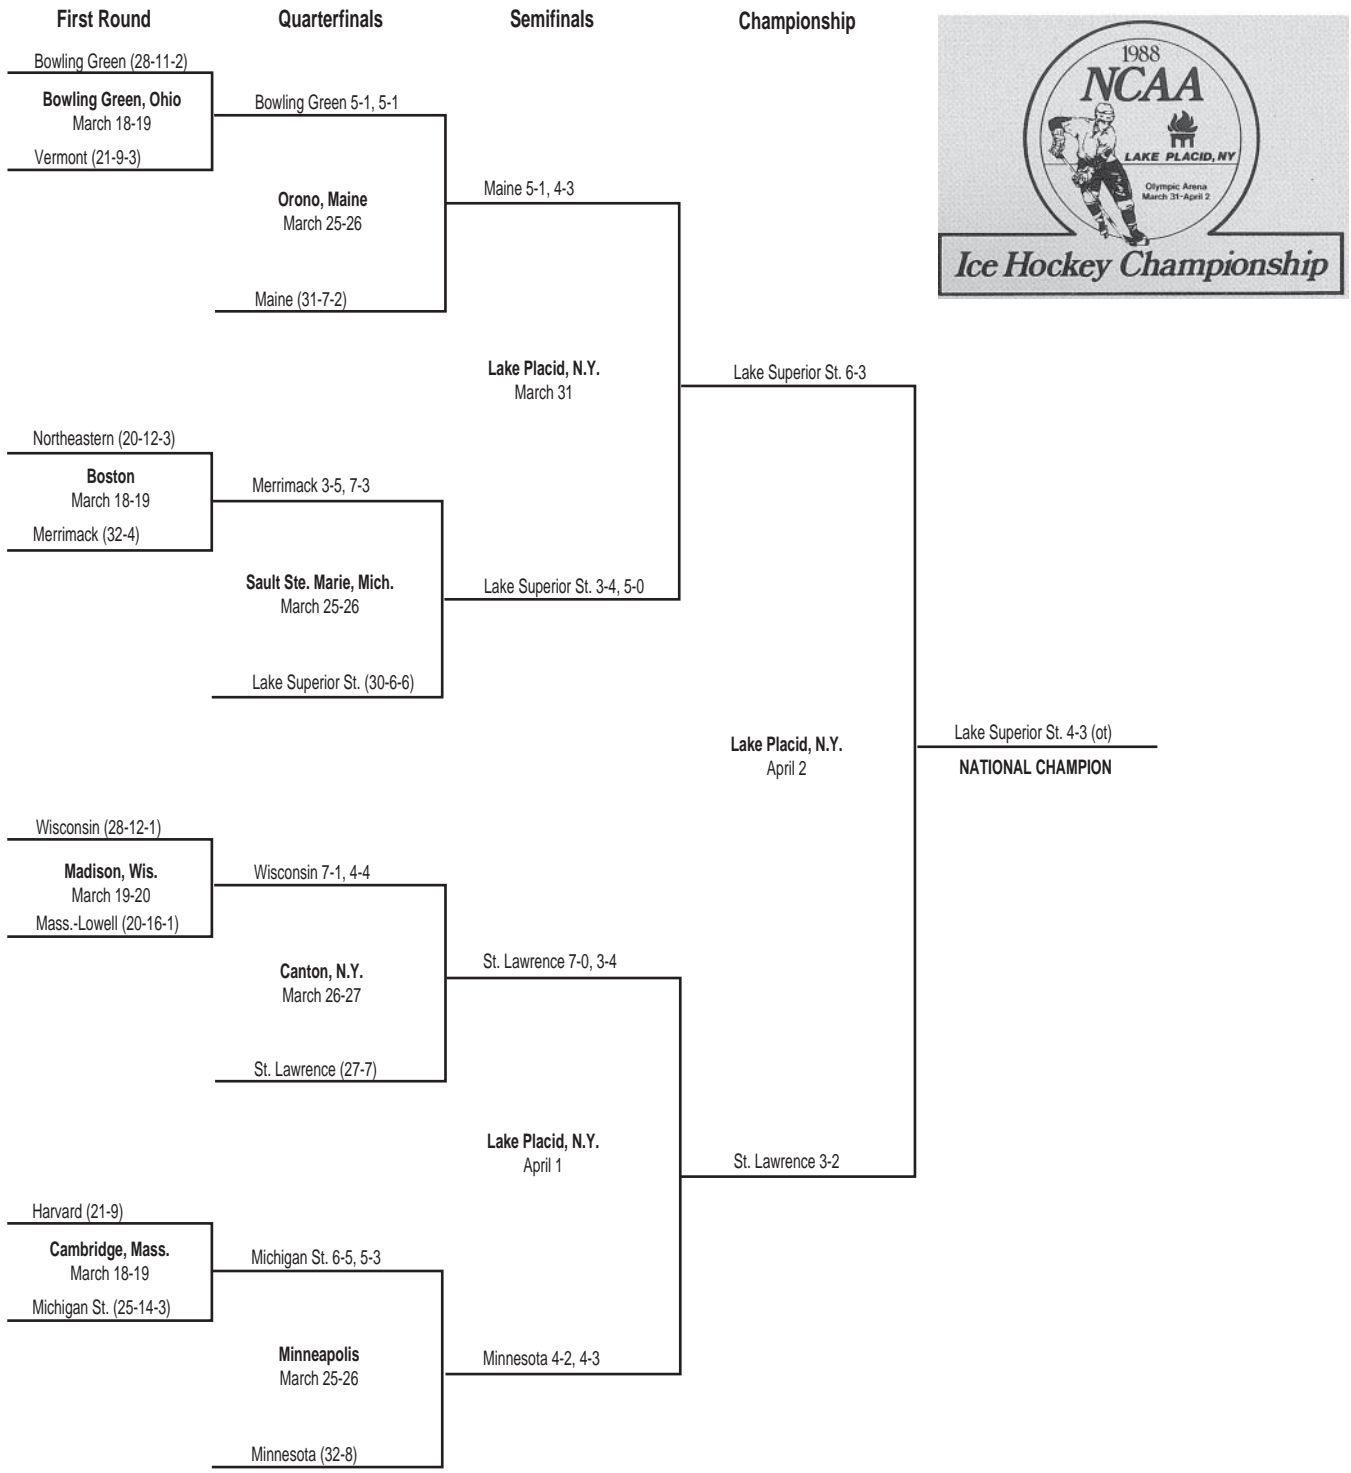 First Round
Quarterfinals
Semifinals
Championship
1988
NCAA
LAKE PLACID, NY
Olympic Arena
March 31-April 2
Ice Hockey Championship
Bowling Green (28-11-2)
Bowling Green, Ohio
March 18-19
Vermont (21-9-3)
Bowling Green 5-1, 5-1
Orono, Maine
March 25-26
Maine (31-7-2)
Maine 5-1, 4-3
Lake Placid, N.Y.
March 31
Lake Superior St. 6-3
Northeastern (20-12-3)
Boston
March 18-19
Merrimack (32-4)
Merrimack 3-5, 7-3
Sault Ste. Marie, Mich.
March 25-26
Lake Superior St. (30-6-6)
Lake Superior St. 3-4, 5-0
Lake Placid, N.Y.
April 2
Lake Superior St. 4-3 (ot)
NATIONAL CHAMPION
Wisconsin (28-12-1)
Madison, Wis.
March 19-20
Mass.-Lowell (20-16-1)
Wisconsin 7-1, 4-4
Canton, N.Y.
March 26-27
St. Lawrence (27-7)
St. Lawrence 7-0, 3-4
Lake Placid, N.Y.
April 1
St. Lawrence 3-2
Harvard (21-9)
Cambridge, Mass.
March 18-19
Michigan St. (25-14-3)
Michigan St. 6-5, 5-3
Minneapolis
March 25-26
Minnesota (32-8)
Minnesota 4-2, 4-3